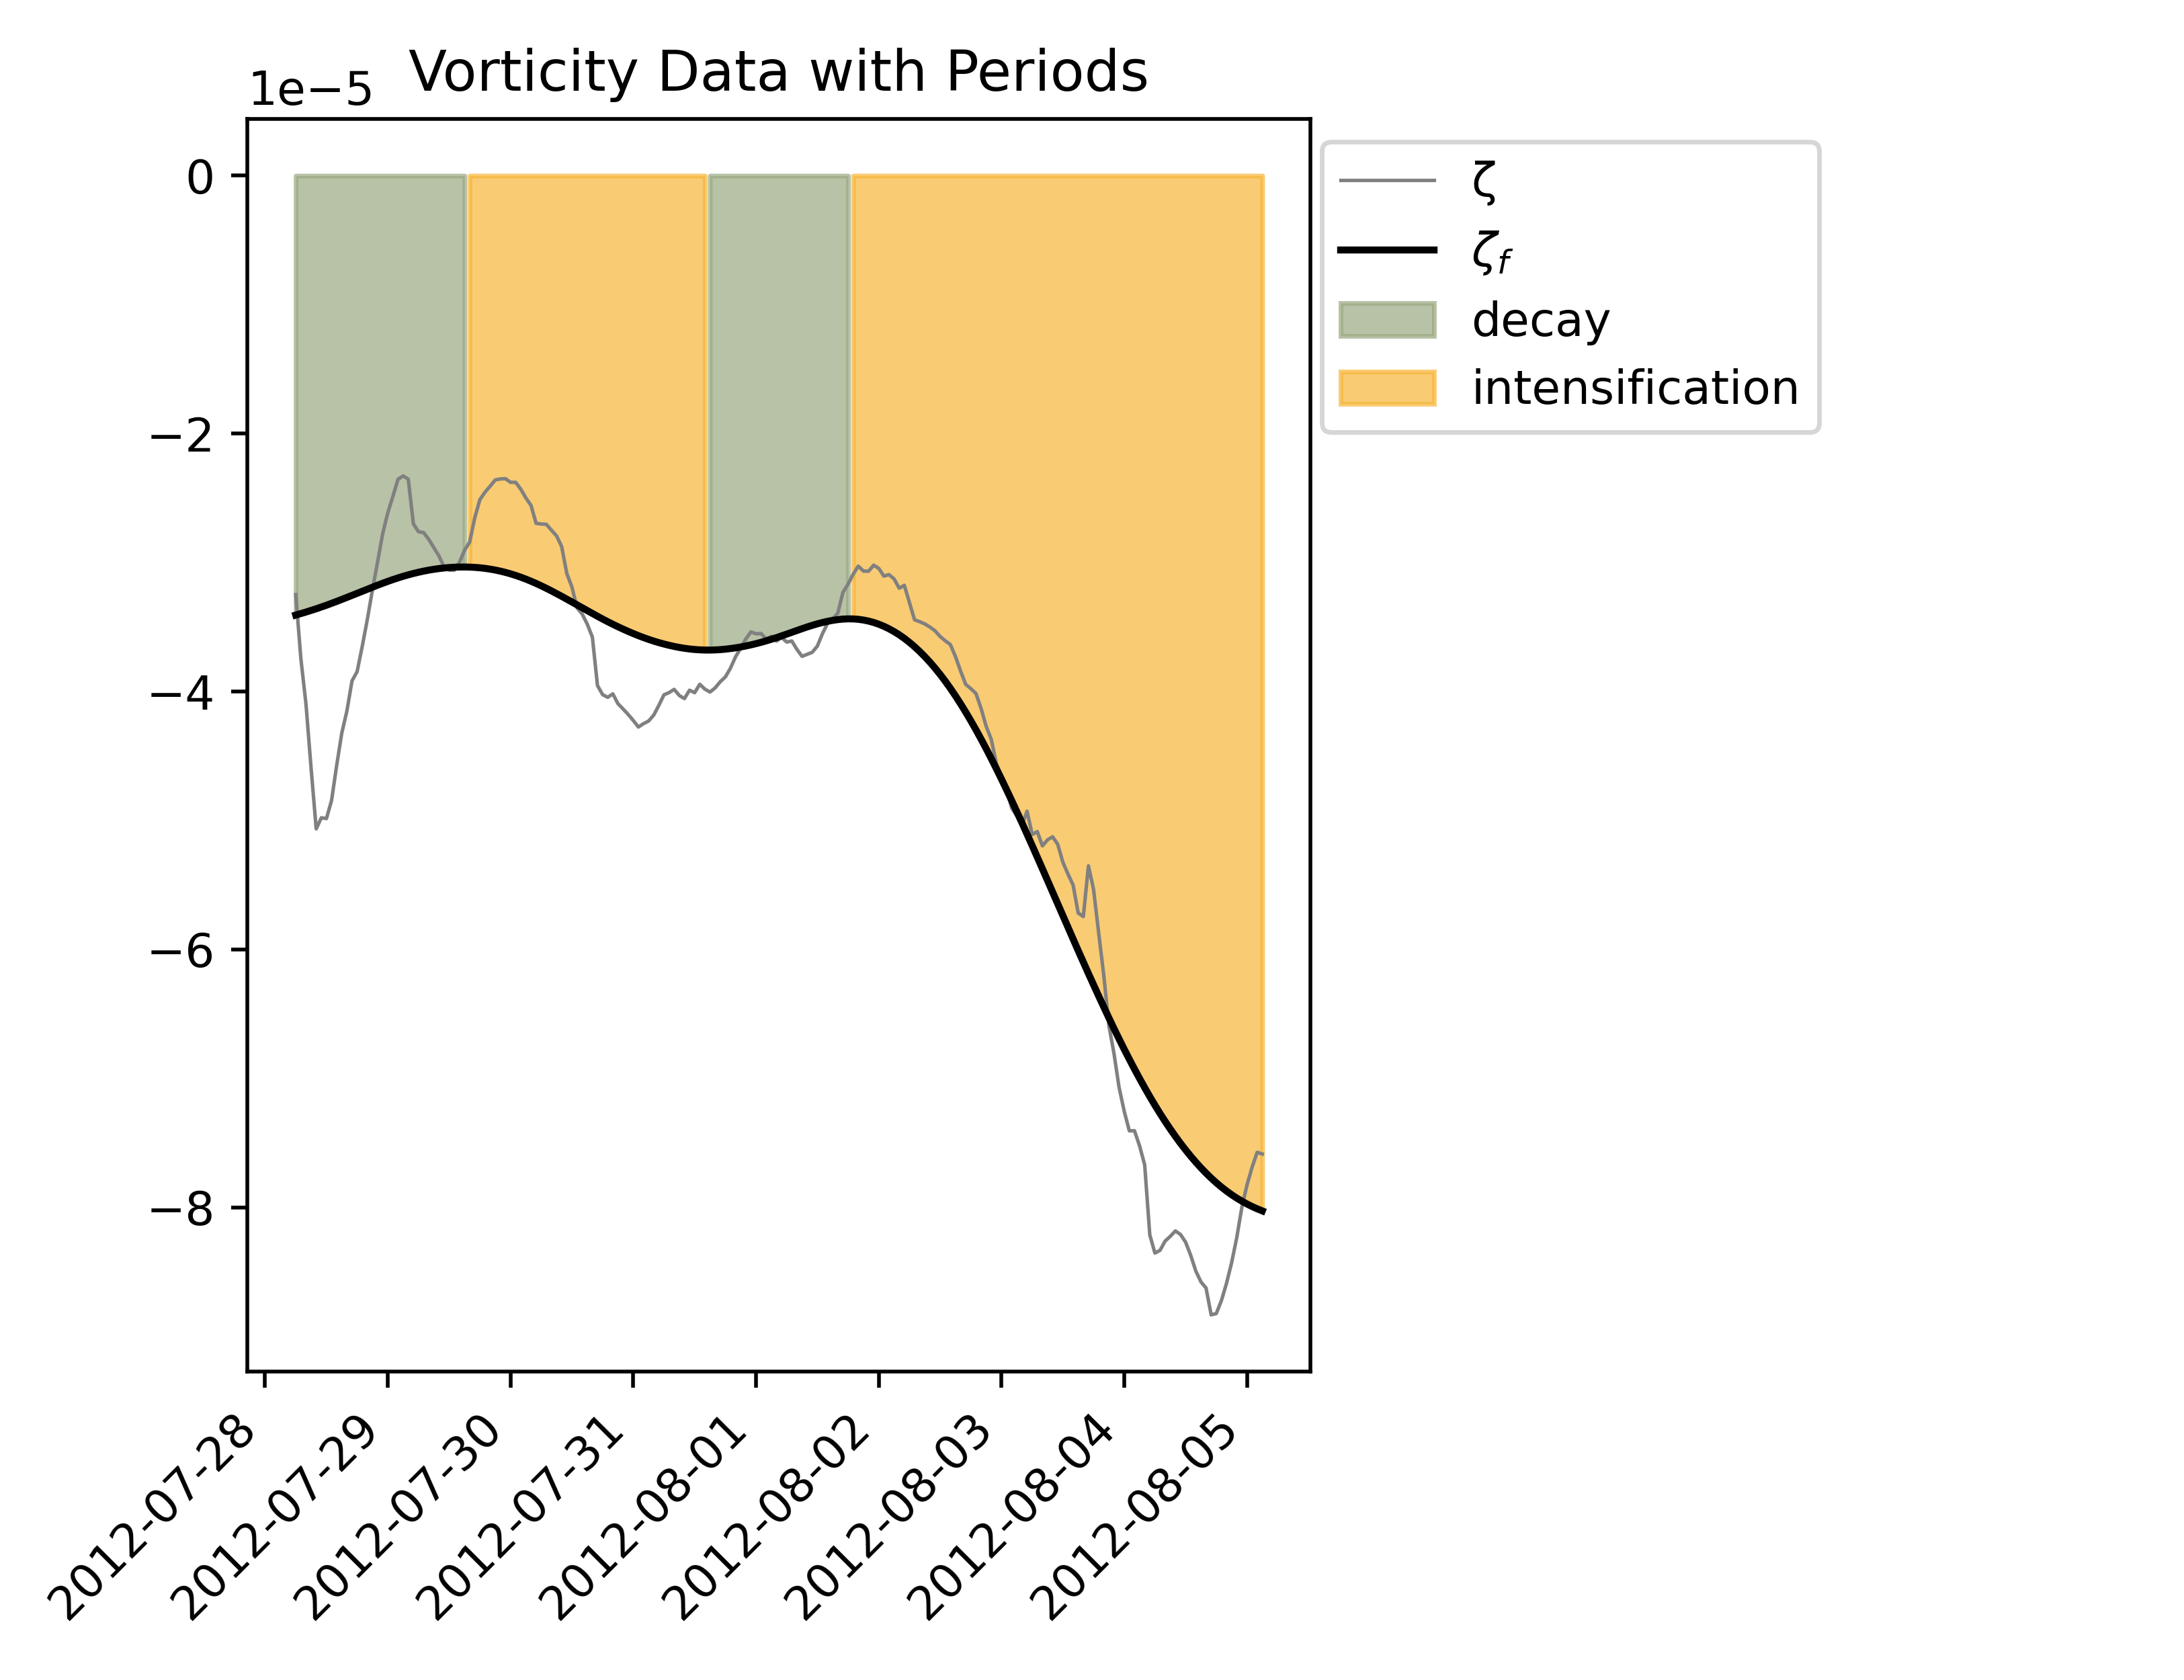 Vorticity Data with Periods
1e−5
0
−2
−4
−6
−8
ζ
ζf
decay
intensification
2012-07-28
2012-07-29
2012-07-30
2012-07-31
2012-08-01
2012-08-02
2012-08-03
2012-08-04
2012-08-05